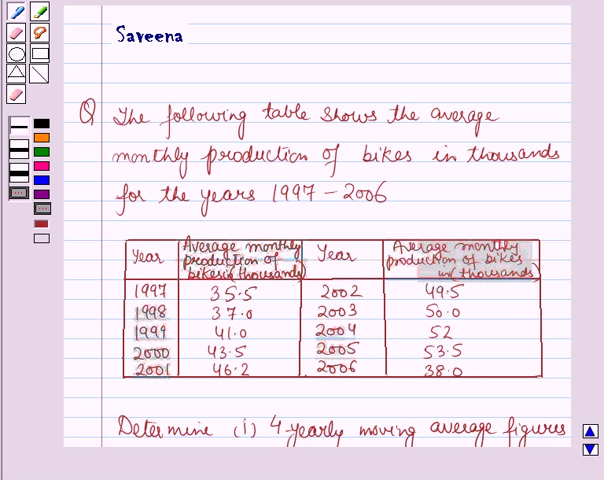 Saveena
Q The following table shows the average
monthly production of bikes in thousands
for the years 1997 - 2006
Year Average monthly production of bikes (in thousands) Year Average monthly production of bikes (in thousands)
1997 35.5 2002 49.5
1998 37.0 2003 50.0
1999 41.0 2004 52
2000 43.5 2005 53.5
2001 46.2 2006 38.0
Determine (i) 4-yearly moving average figures